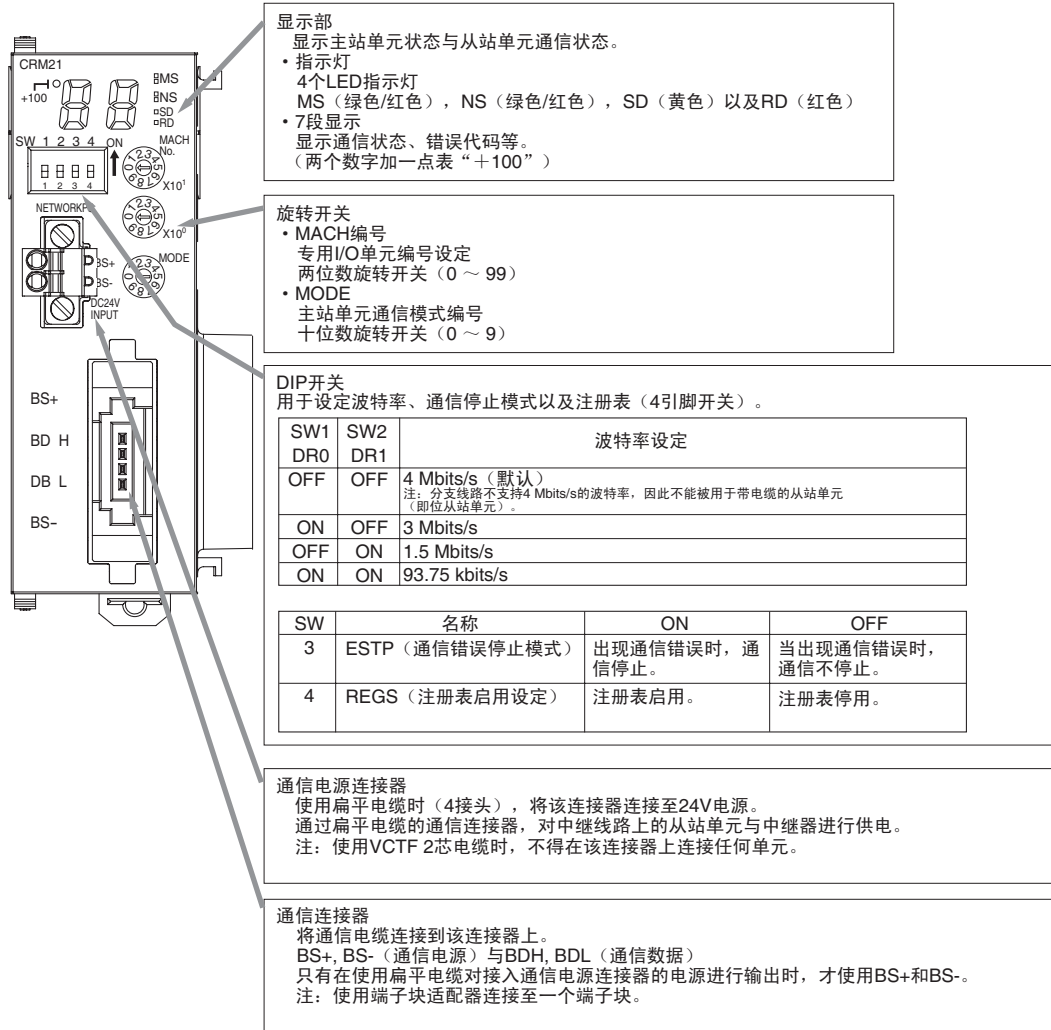 CRM21
+100
MS
NS
SD
RD
SW 1 2 3 4 ON
1 2 3 4
MACH
No.
X10¹
X10⁰
MODE
NETWORKP
BS+
BS-
DC24V
INPUT
BS+
BD H
DB L
BS−
显示部
显示主站单元状态与从站单元通信状态。
・指示灯
4个LED指示灯
MS（绿色/红色），NS（绿色/红色），SD（黄色）以及RD（红色）
・7段显示
显示通信状态、错误代码等。
（两个数字加一点表“＋100”）
旋转开关
・MACH编号
专用I/O单元编号设定
两位数旋转开关（0 ～ 99）
・MODE
主站单元通信模式编号
十位数旋转开关（0 ～ 9）
DIP开关
用于设定波特率、通信停止模式以及注册表（4引脚开关）。
SW1 SW2 波特率设定
DR0 DR1
OFF OFF 4 Mbits/s（默认）
注：分支线路不支持4 Mbits/s的波特率，因此不能被用于带电缆的从站单元
（即位从站单元）。
ON OFF 3 Mbits/s
OFF ON 1.5 Mbits/s
ON ON 93.75 kbits/s
SW 名称 ON OFF
3 ESTP（通信错误停止模式） 出现通信错误时，通 当出现通信错误时，
信停止。 通信不停止。
4 REGS（注册表启用设定） 注册表启用。 注册表停用。
通信电源连接器
使用扁平电缆时（4接头），将该连接器连接至24V电源。
通过扁平电缆的通信连接器，对中继线路上的从站单元与中继器进行供电。
注：使用VCTF 2芯电缆时，不得在该连接器上连接任何单元。
通信连接器
将通信电缆连接到该连接器上。
BS+, BS-（通信电源）与BDH, BDL（通信数据）
只有在使用扁平电缆对接入通信电源连接器的电源进行输出时，才使用BS+和BS-。
注：使用端子块适配器连接至一个端子块。